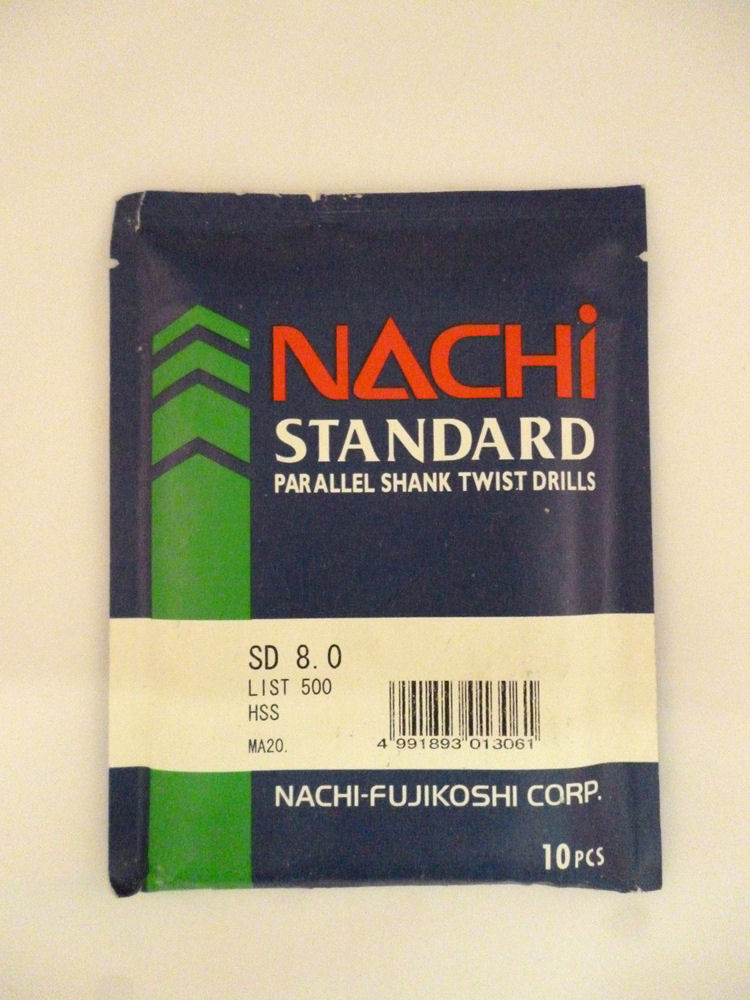 NACHi
STANDARD
PARALLEL SHANK TWIST DRILLS
SD 8.0
LIST 500
HSS
MA20.
4 991893 013061
NACHI-FUJIKOSHI CORP.
10PCS